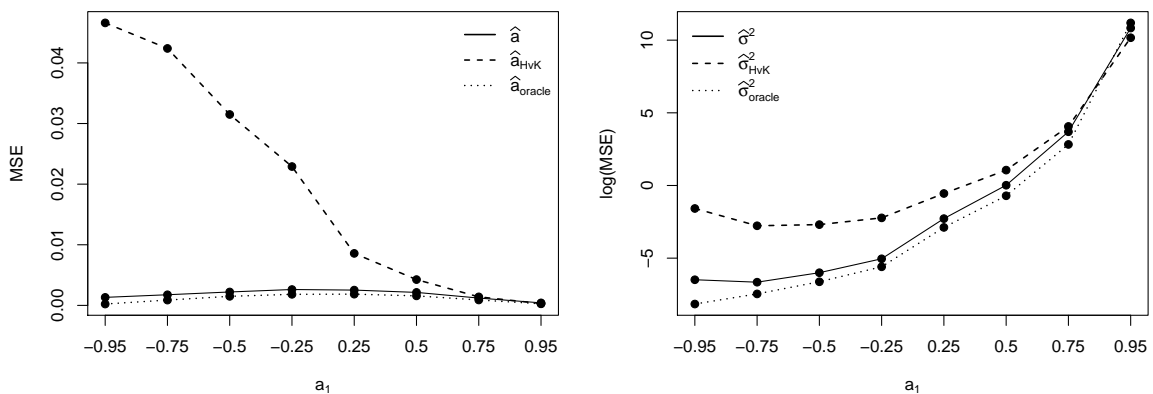 MSE
0.00 0.01 0.02 0.03 0.04
−0.95 −0.75 −0.5 −0.25 0.25 0.5 0.75 0.95
a₁
â
â_HvK
â_oracle
log(MSE)
−5 0 5 10
−0.95 −0.75 −0.5 −0.25 0.25 0.5 0.75 0.95
a₁
σ̂²
σ̂²_HvK
σ̂²_oracle